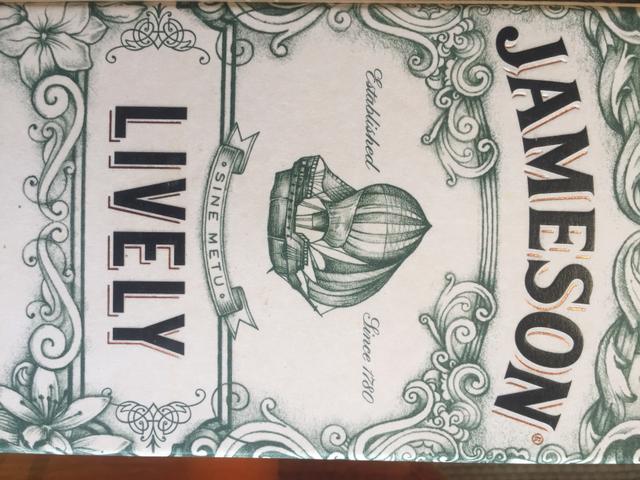 JAMESON®
Established Since 1780
SINE METU
LIVELY